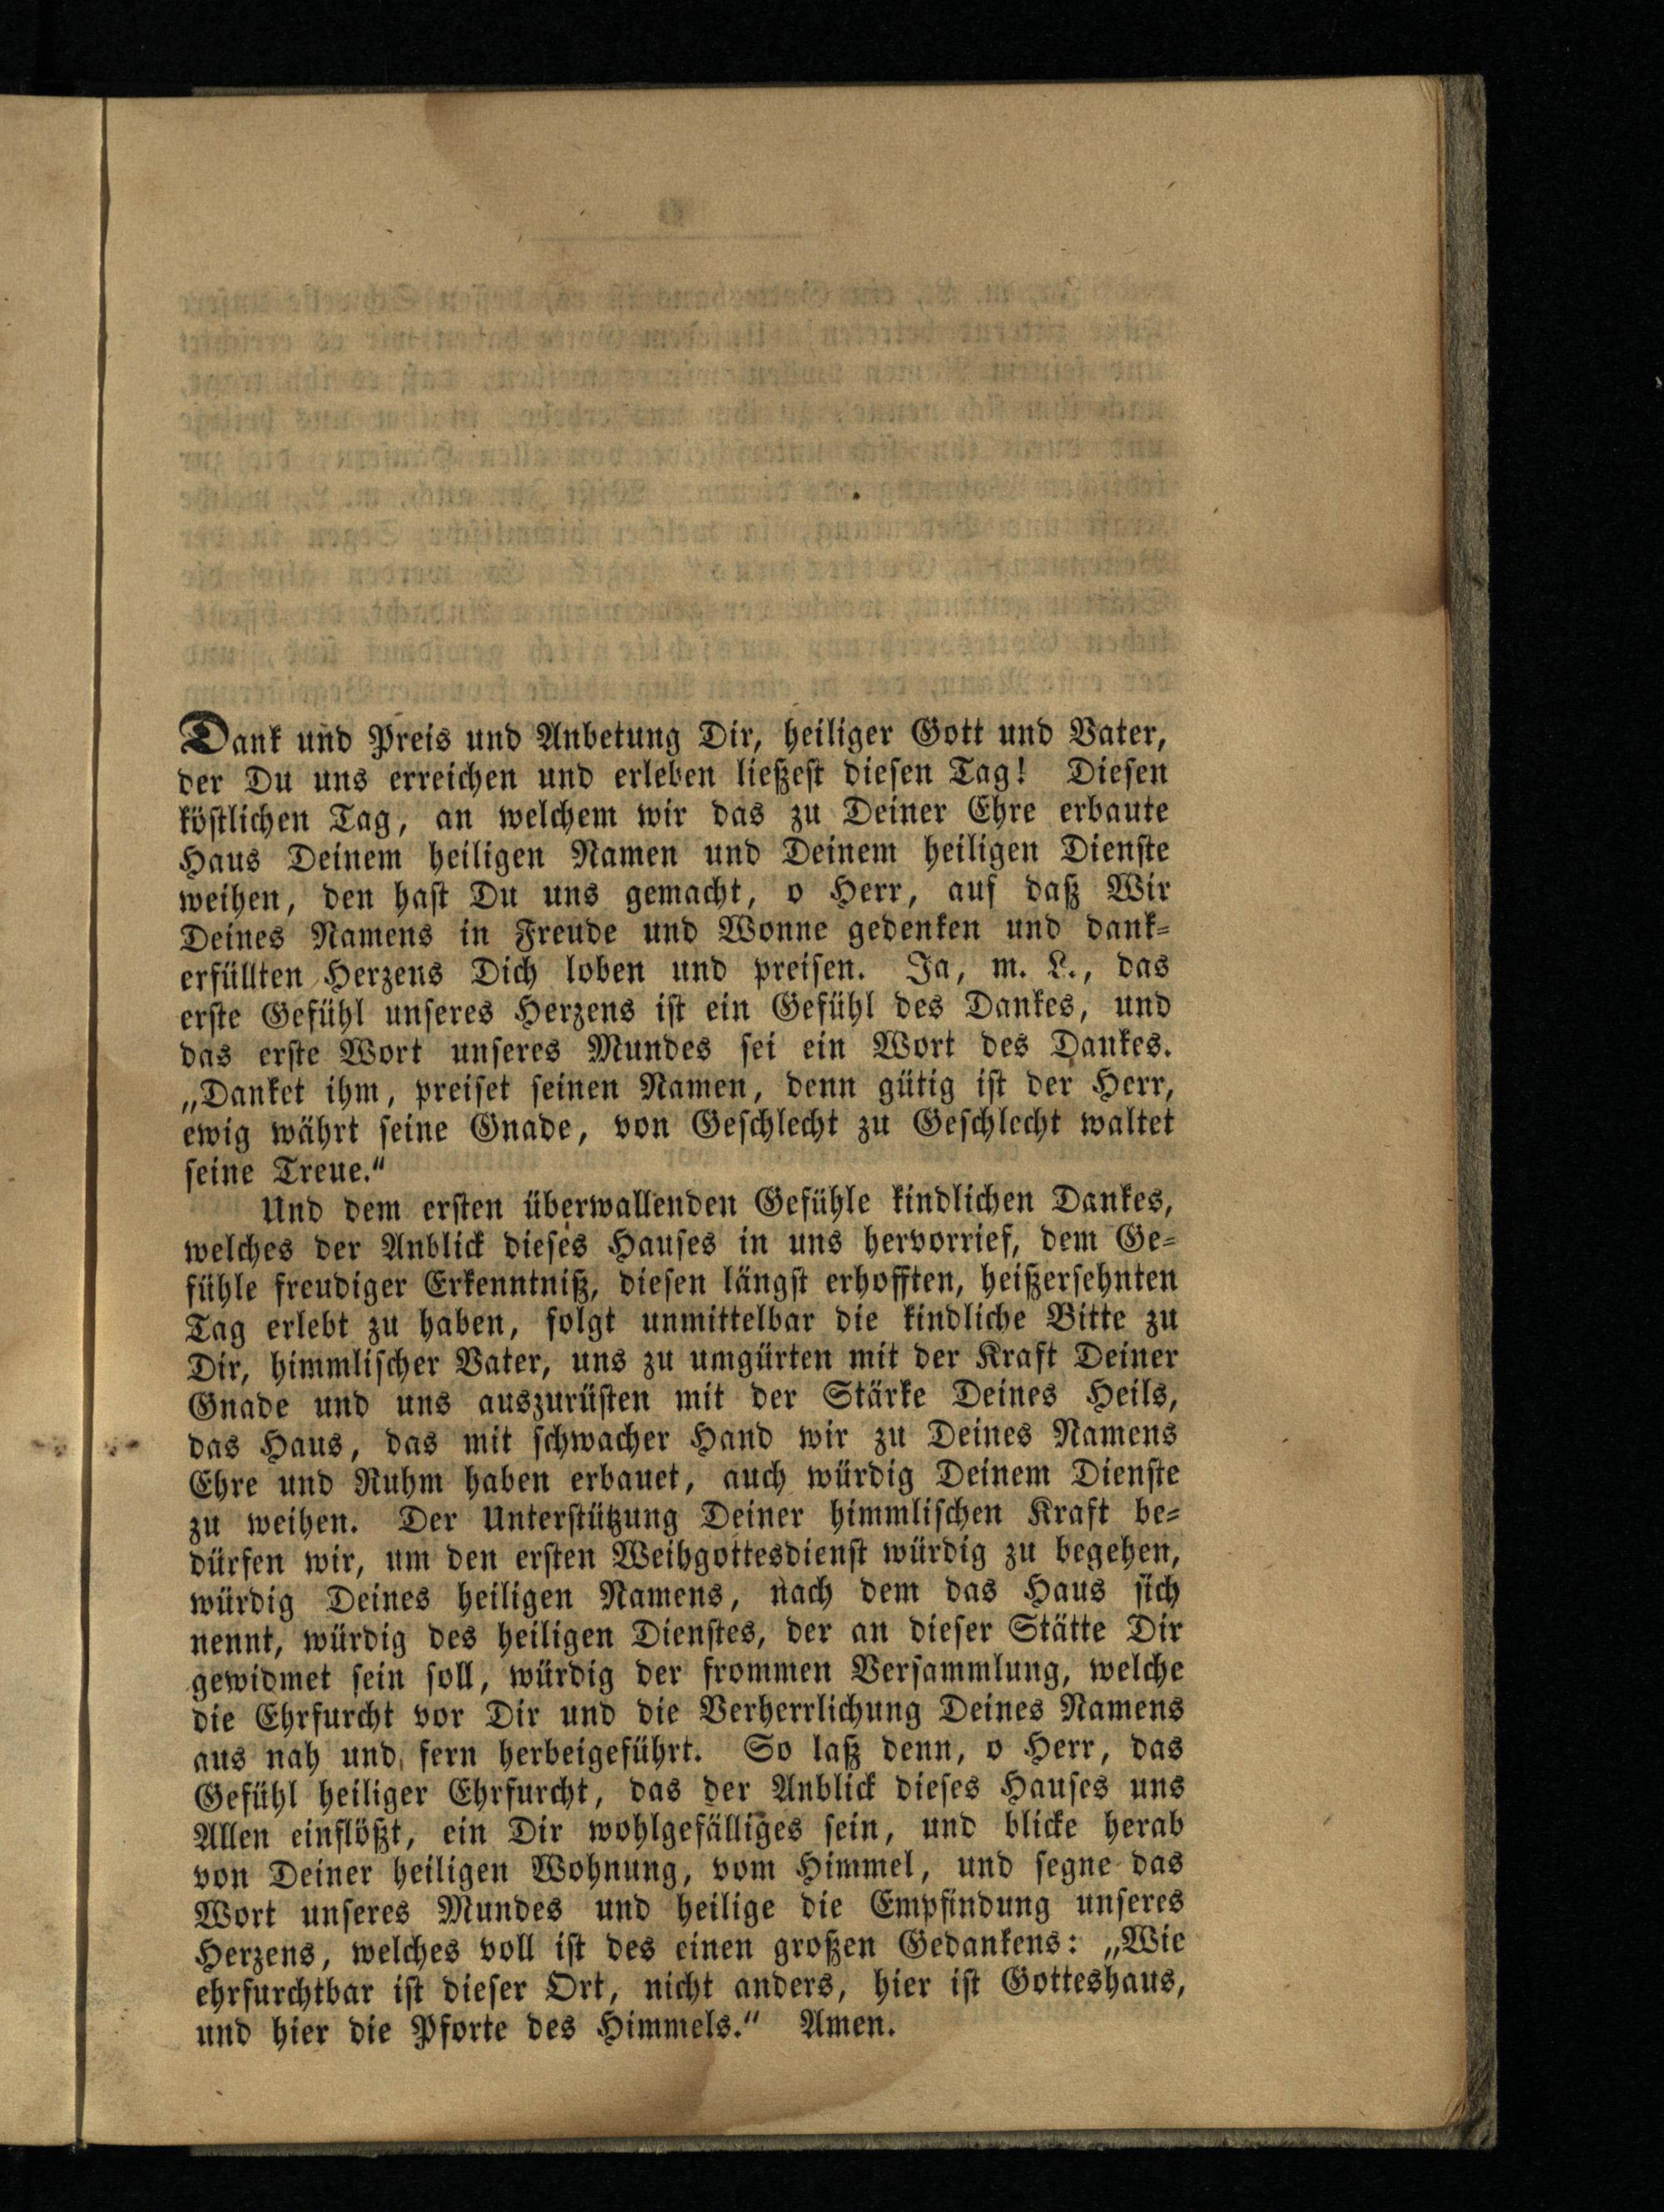 Dank und Preis und Anbetung Dir, heiliger Gott und Vater,
der Du uns erreichen und erleben ließest diesen Tag! Diesen
köstlichen Tag, an welchem wir das zu Deiner Ehre erbaute
Haus Deinem heiligen Namen und Deinem heiligen Dienste
weihen, den hast Du uns gemacht, o Herr, auf daß Wir
Deines Namens in Freude und Wonne gedenken und dank-
erfüllten Herzens Dich loben und preisen. Ja, m. L., das
erste Gefühl unseres Herzens ist ein Gefühl des Dankes, und
das erste Wort unseres Mundes sei ein Wort des Dankes.
„Danket ihm, preiset seinen Namen, denn gütig ist der Herr,
ewig währt seine Gnade, von Geschlecht zu Geschlecht waltet
seine Treue.“
Und dem ersten überwallenden Gefühle kindlichen Dankes,
welches der Anblick dieses Hauses in uns hervorrief, dem Ge-
fühle freudiger Erkenntniß, diesen längst erhofften, heißersehnten
Tag erlebt zu haben, folgt unmittelbar die kindliche Bitte zu
Dir, himmlischer Vater, uns zu umgürten mit der Kraft Deiner
Gnade und uns auszurüsten mit der Stärke Deines Heils,
das Haus, das mit schwacher Hand wir zu Deines Namens
Ehre und Ruhm haben erbauet, auch würdig Deinem Dienste
zu weihen. Der Unterstützung Deiner himmlischen Kraft be-
dürfen wir, um den ersten Weihgottesdienst würdig zu begehen,
würdig Deines heiligen Namens, nach dem das Haus sich
nennt, würdig des heiligen Dienstes, der an dieser Stätte Dir
gewidmet sein soll, würdig der frommen Versammlung, welche
die Ehrfurcht vor Dir und die Verherrlichung Deines Namens
aus nah und fern herbeigeführt. So laß denn, o Herr, das
Gefühl heiliger Ehrfurcht, das der Anblick dieses Hauses uns
Allen einflößt, ein Dir wohlgefälliges sein, und blicke herab
von Deiner heiligen Wohnung, vom Himmel, und segne das
Wort unseres Mundes und heilige die Empfindung unseres
Herzens, welches voll ist des einen großen Gedankens: „Wie
ehrfurchtbar ist dieser Ort, nicht anders, hier ist Gotteshaus,
und hier die Pforte des Himmels.“ Amen.